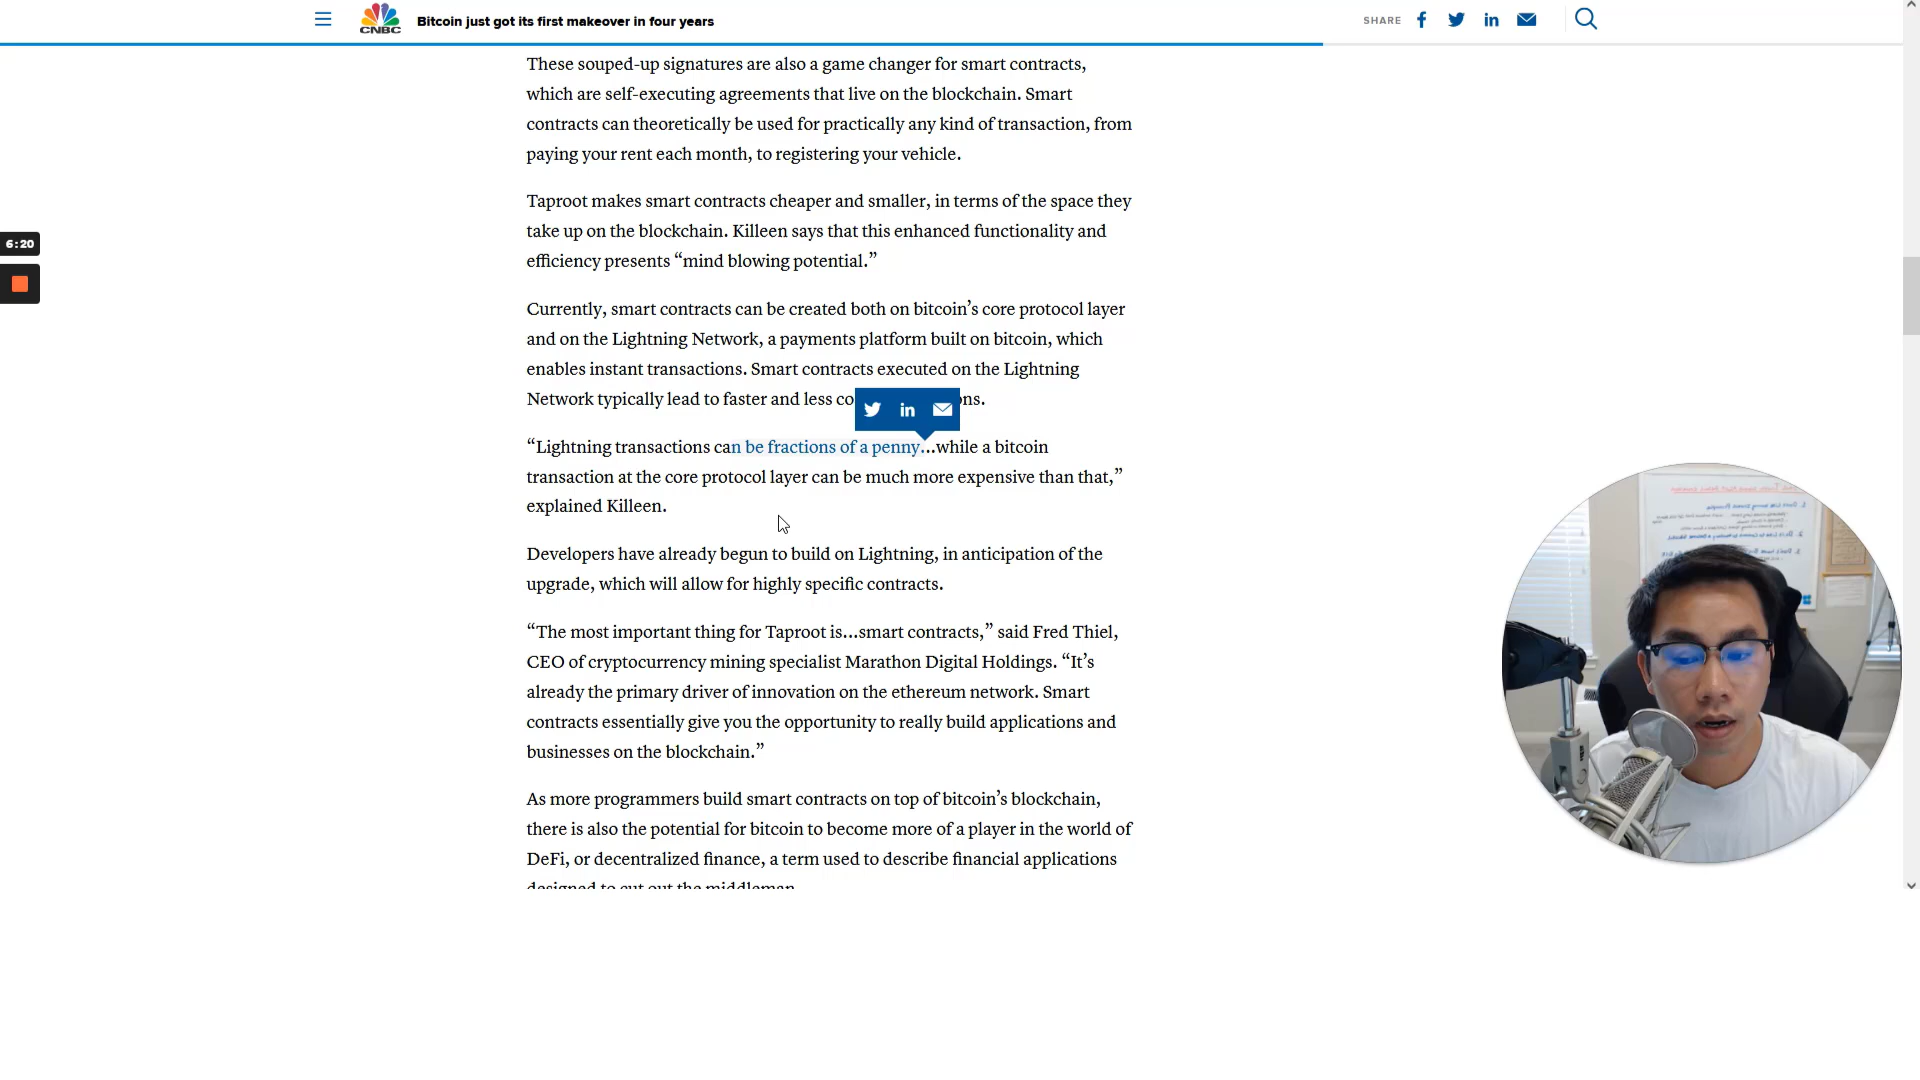 CNBC
Bitcoin just got its first makeover in four years
SHARE
These souped-up signatures are also a game changer for smart contracts,
which are self-executing agreements that live on the blockchain. Smart
contracts can theoretically be used for practically any kind of transaction, from
paying your rent each month, to registering your vehicle.
Taproot makes smart contracts cheaper and smaller, in terms of the space they
take up on the blockchain. Killeen says that this enhanced functionality and
efficiency presents “mind blowing potential.”
6:20
Currently, smart contracts can be created both on bitcoin’s core protocol layer
and on the Lightning Network, a payments platform built on bitcoin, which
enables instant transactions. Smart contracts executed on the Lightning
Network typically lead to faster and less co ns.
in
“Lightning transactions can be fractions of a penny…while a bitcoin
transaction at the core protocol layer can be much more expensive than that,”
explained Killeen.
Developers have already begun to build on Lightning, in anticipation of the
upgrade, which will allow for highly specific contracts.
“The most important thing for Taproot is…smart contracts,” said Fred Thiel,
CEO of cryptocurrency mining specialist Marathon Digital Holdings. “It’s
already the primary driver of innovation on the ethereum network. Smart
contracts essentially give you the opportunity to really build applications and
businesses on the blockchain.”
As more programmers build smart contracts on top of bitcoin’s blockchain,
there is also the potential for bitcoin to become more of a player in the world of
DeFi, or decentralized finance, a term used to describe financial applications
designed to cut out the middleman.